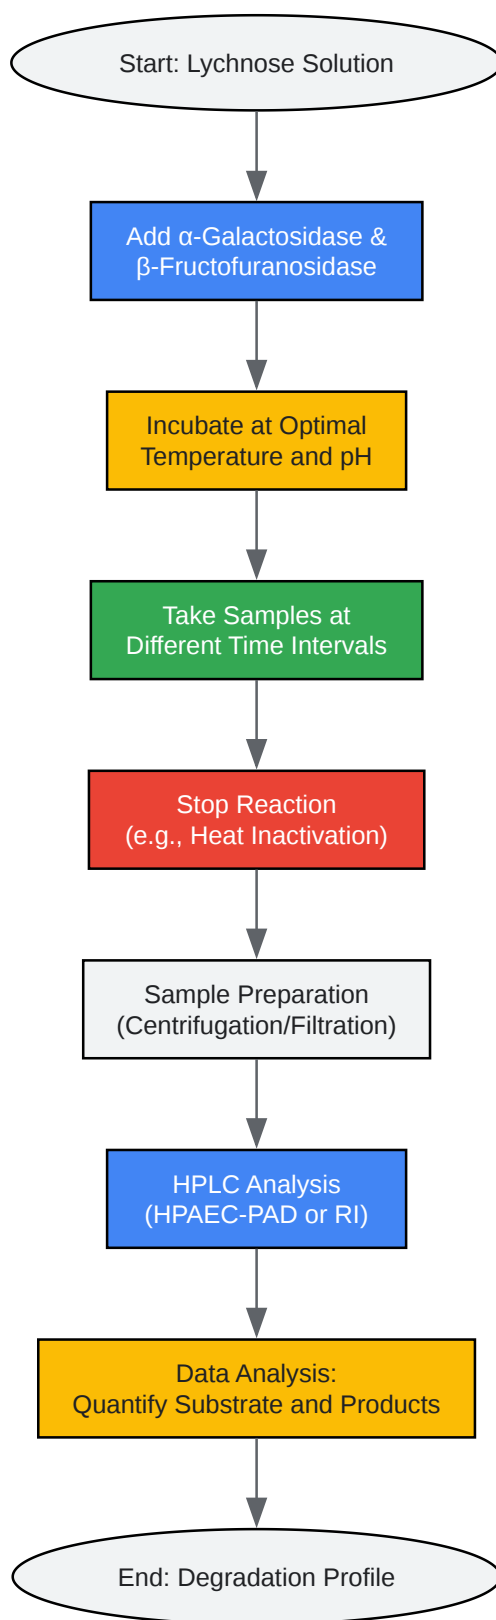 Start: Lychnose Solution
Add α-Galactosidase &
β-Fructofuranosidase
Incubate at Optimal
Temperature and pH
Take Samples at
Different Time Intervals
Stop Reaction
(e.g., Heat Inactivation)
Sample Preparation
(Centrifugation/Filtration)
HPLC Analysis
(HPAEC-PAD or RI)
Data Analysis:
Quantify Substrate and Products
End: Degradation Profile